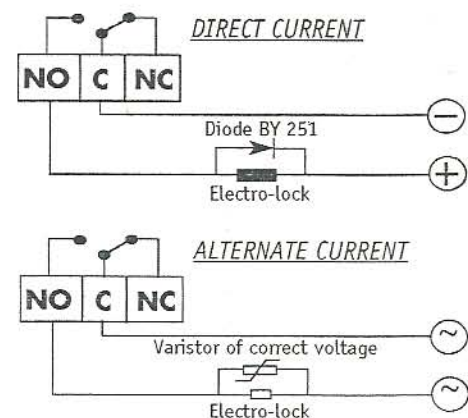 DIRECT CURRENT
NO C NC
−
Diode BY 251
+
Electro-lock
ALTERNATE CURRENT
NO C NC
~
Varistor of correct voltage
~
Electro-lock